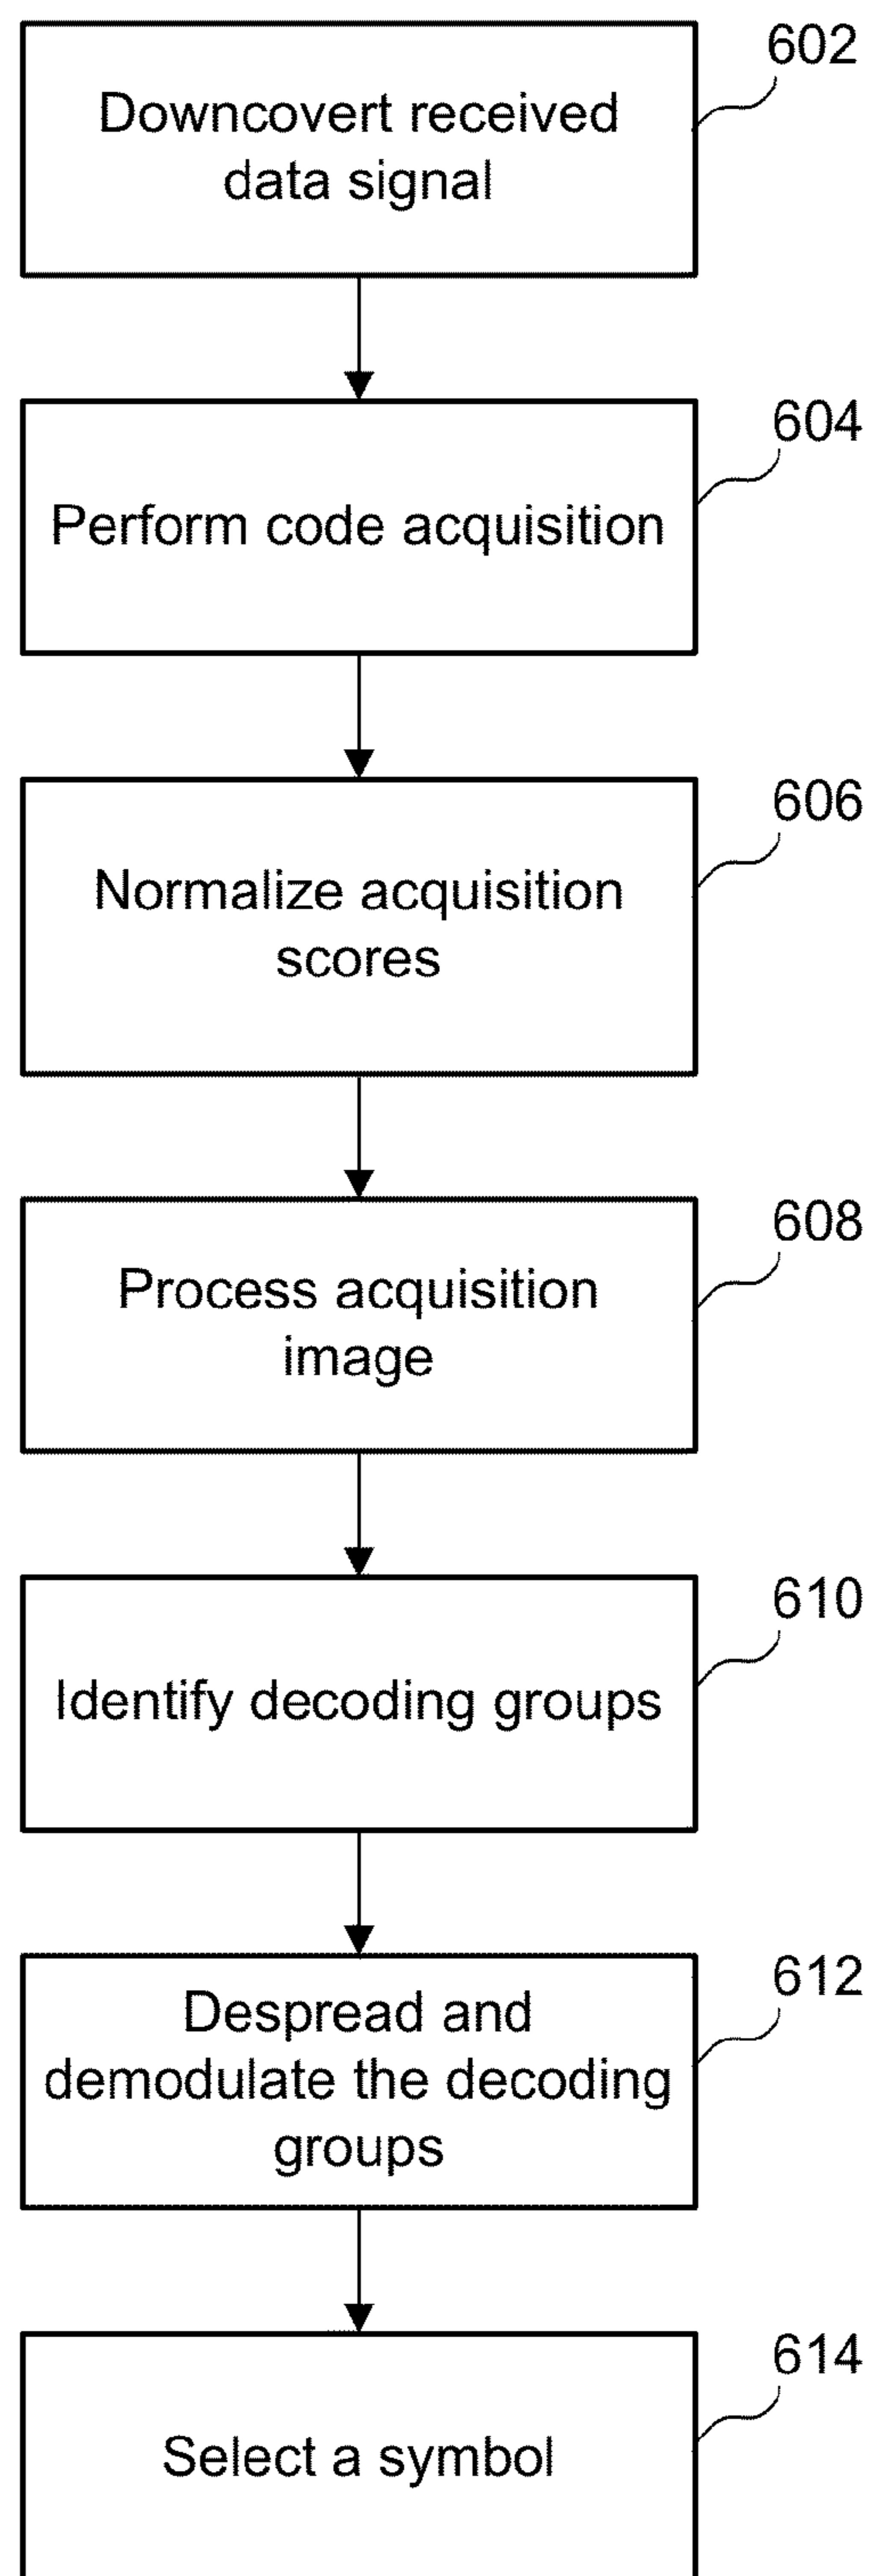 602
Downcovert received
data signal
604
Perform code acquisition
606
Normalize acquisition
scores
608
Process acquisition
image
610
Identify decoding groups
612
Despread and
demodulate the decoding
groups
614
Select a symbol